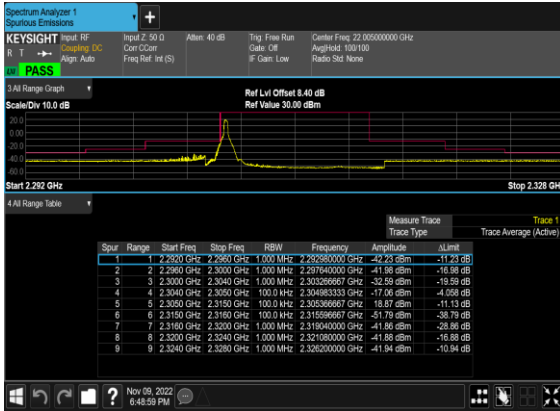 Spectrum Analyzer 1
Spurious Emissions
KEYSIGHT Input: RF Input Z: 50 Ω Atten: 40 dB Trig: Free Run Center Freq: 22.005000000 GHz
R T Coupling: DC Corr CCorr Gate: Off Avg|Hold: 100/100
Align: Auto Freq Ref: Int (S) IF Gain: Low Radio Std: None
PASS
3 All Range Graph
Ref Lvl Offset 8.40 dB
Scale/Div 10.0 dB Ref Value 30.00 dBm
20.0
0.00
-20.0
-40.0
-60.0
Start 2.292 GHz Stop 2.328 GH
4 All Range Table
Measure Trace Trace 1
Trace Type Trace Average (Active)
Spur Range Start Freq Stop Freq RBW Frequency Amplitude ΔLimit
1 1 2.2920 GHz 2.2960 GHz 1.000 MHz 2.292980000 GHz -42.23 dBm -11.23 dB
2 2 2.2960 GHz 2.3000 GHz 1.000 MHz 2.297640000 GHz -41.98 dBm -16.98 dB
3 3 2.3000 GHz 2.3040 GHz 1.000 MHz 2.303266667 GHz -32.59 dBm -19.59 dB
4 4 2.3040 GHz 2.3050 GHz 100.0 kHz 2.304983333 GHz -17.06 dBm -4.058 dB
5 5 2.3050 GHz 2.3150 GHz 100.0 kHz 2.305366667 GHz 18.87 dBm -11.13 dB
6 6 2.3150 GHz 2.3160 GHz 100.0 kHz 2.315596667 GHz -51.79 dBm -38.79 dB
7 7 2.3160 GHz 2.3200 GHz 1.000 MHz 2.319040000 GHz -41.86 dBm -28.86 dB
8 8 2.3200 GHz 2.3240 GHz 1.000 MHz 2.321080000 GHz -41.88 dBm -16.88 dB
9 9 2.3240 GHz 2.3280 GHz 1.000 MHz 2.326200000 GHz -41.94 dBm -10.94 dB
Nov 09, 2022
6:48:59 PM